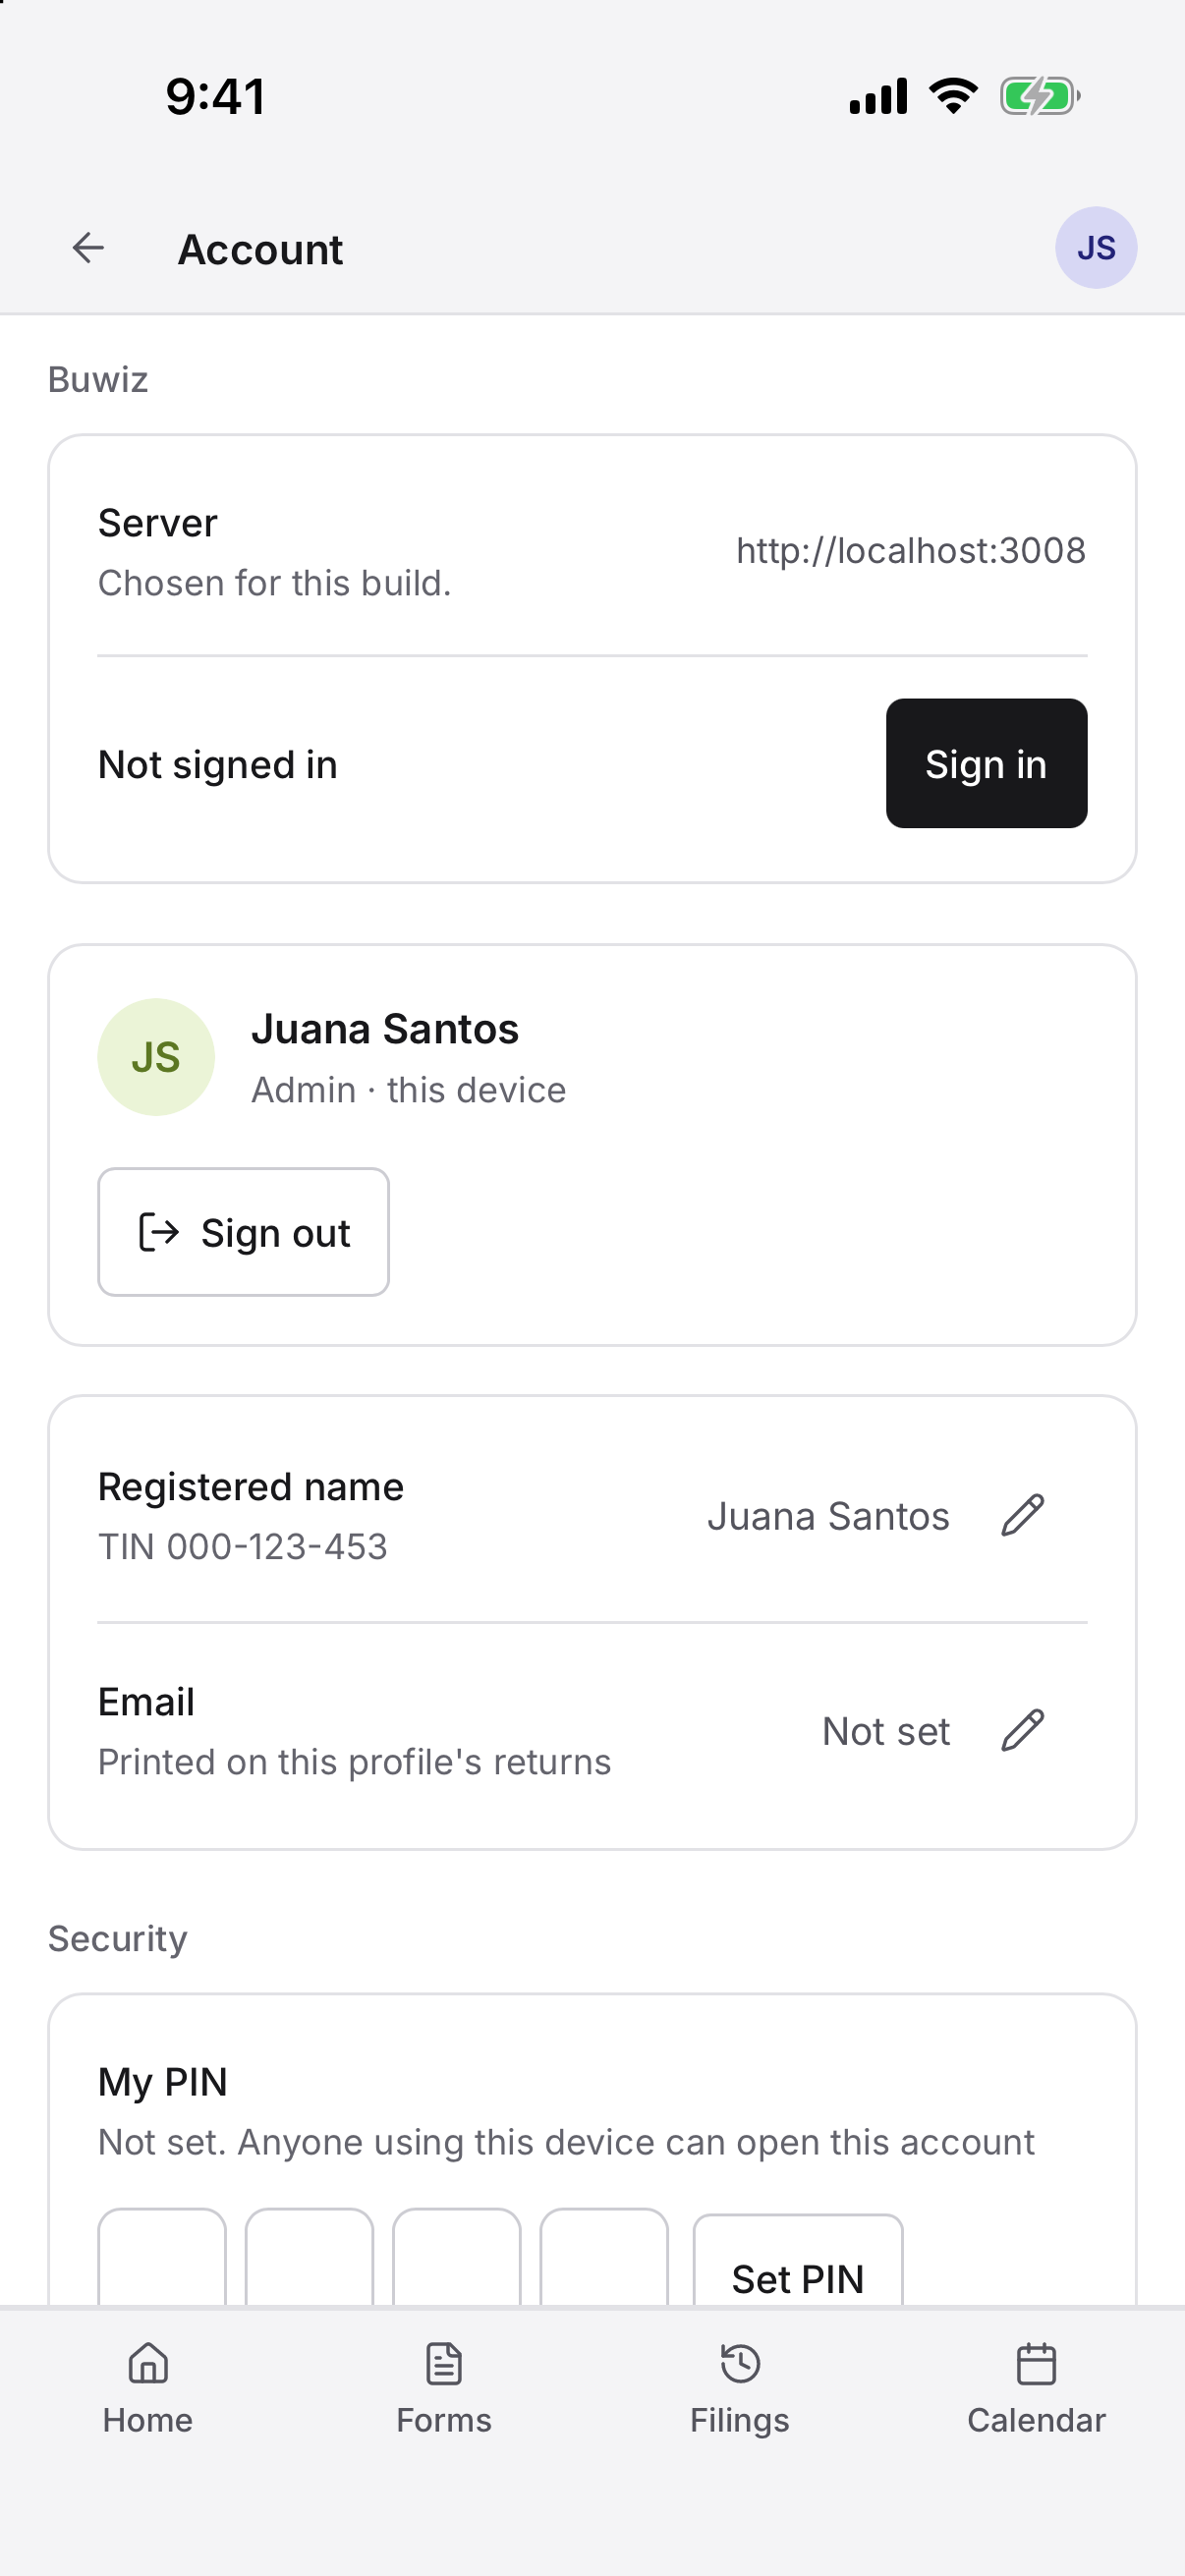 9:41
Account
JS
Buwiz
Server
Chosen for this build.
http://localhost:3008
Not signed in
Sign in
JS
Juana Santos
Admin · this device
Sign out
Registered name
TIN 000-123-453
Juana Santos
Email
Printed on this profile's returns
Not set
Security
My PIN
Not set. Anyone using this device can open this account
Set PIN
Home
Forms
Filings
Calendar